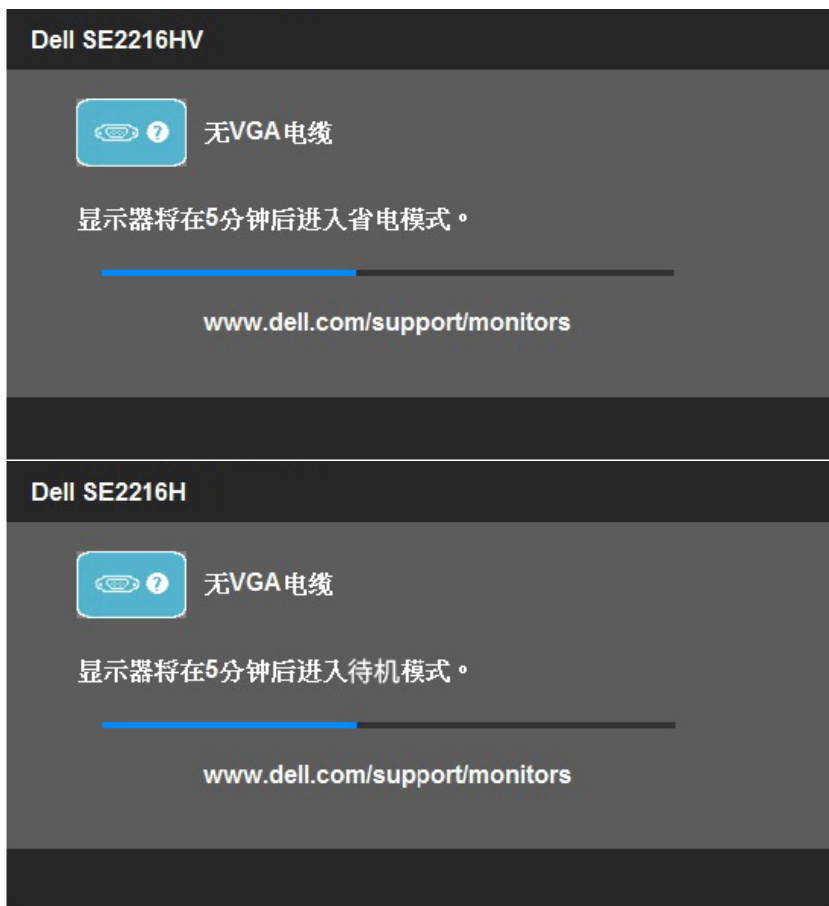 Dell SE2216HV
? 无VGA电缆
显示器将在5分钟后进入省电模式。
www.dell.com/support/monitors
Dell SE2216H
? 无VGA电缆
显示器将在5分钟后进入待机模式。
www.dell.com/support/monitors